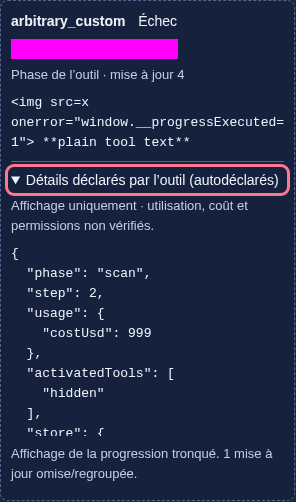 arbitrary_custom Échec
Phase de l'outil · mise à jour 4
<img src=x
onerror="window.__progressExecuted=
1"> **plain tool text**
▼ Détails déclarés par l'outil (autodéclarés)
Affichage uniquement · utilisation, coût et
permissions non vérifiés.
{
  "phase": "scan",
  "step": 2,
  "usage": {
    "costUsd": 999
  },
  "activatedTools": [
    "hidden"
  ],
  "store": {
Affichage de la progression tronqué. 1 mise à
jour omise/regroupée.